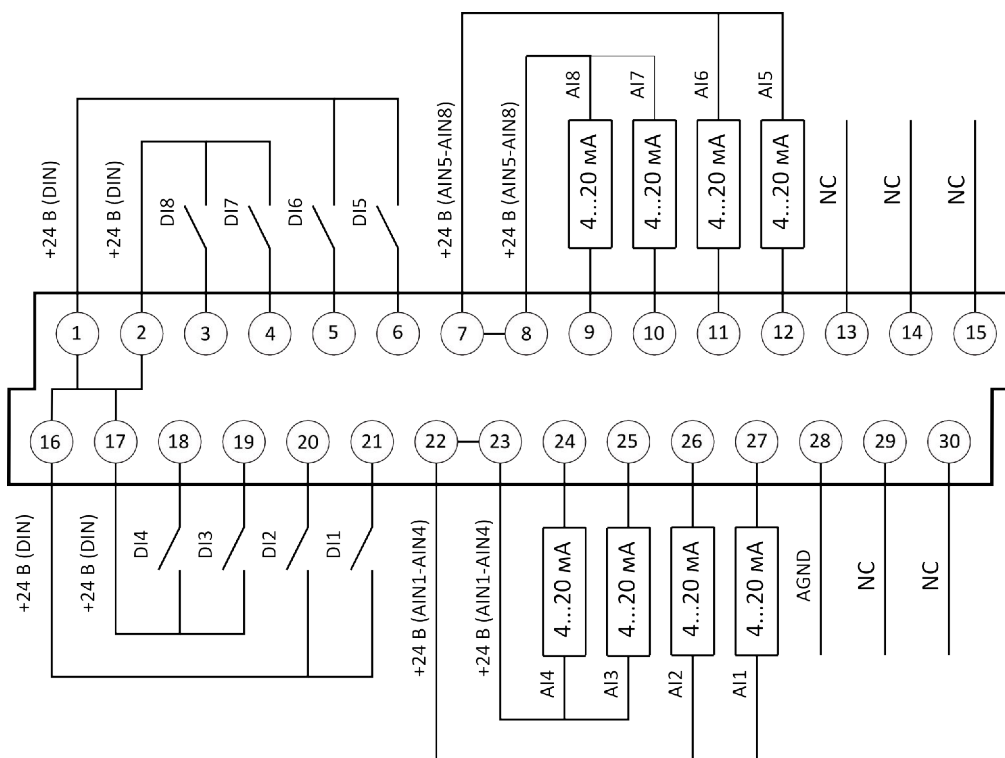 +24 В (DIN)
+24 В (DIN)
DI8
DI7
DI6
DI5
+24 В (AIN5-AIN8)
+24 В (AIN5-AIN8)
AI8
AI7
AI6
AI5
4...20 мА
4...20 мА
4...20 мА
4...20 мА
NC
NC
NC
1
2
3
4
5
6
7
8
9
10
11
12
13
14
15
16
17
18
19
20
21
22
23
24
25
26
27
28
29
30
+24 В (DIN)
+24 В (DIN)
DI4
DI3
DI2
DI1
+24 В (AIN1-AIN4)
+24 В (AIN1-AIN4)
4...20 мА
4...20 мА
4...20 мА
4...20 мА
AI4
AI3
AI2
AI1
AGND
NC
NC